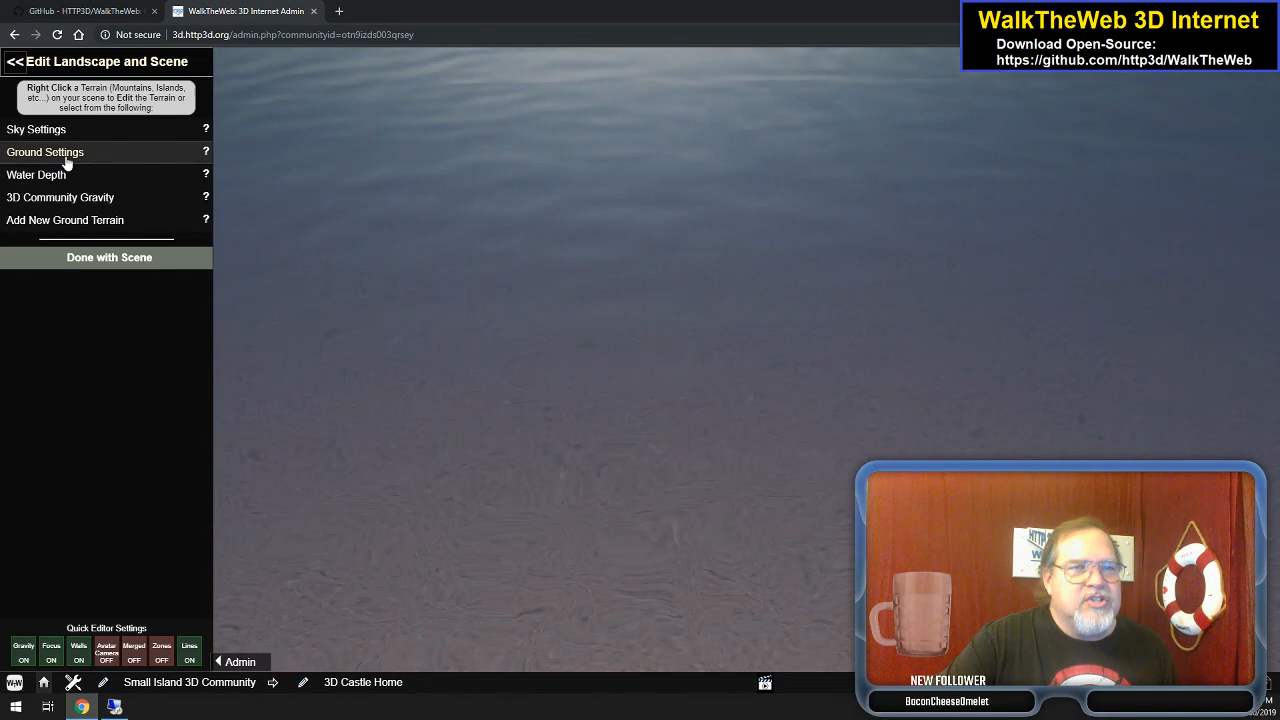 GitHub - HTTP3D/WalkTheWeb:
WalkTheWeb: 3D Internet Admin
Not secure
3d.http3d.org/admin.php?communityid=otn9izds003qrsey
WalkTheWeb 3D Internet
Download Open-Source:
https://github.com/http3d/WalkTheWeb
<< Edit Landscape and Scene
Right Click a Terrain (Mountains, Islands,
etc...) on your scene to Edit the Terrain or
select from the following:
Sky Settings ?
Ground Settings ?
Water Depth ?
3D Community Gravity ?
Add New Ground Terrain ?
Done with Scene
Quick Editor Settings
Gravity ON
Focus ON
Walls ON
Avatar Camera OFF
Merged OFF
Zones OFF
Lines ON
Admin
Small Island 3D Community
3D Castle Home
NEW FOLLOWER
BaconCheeseOmelet